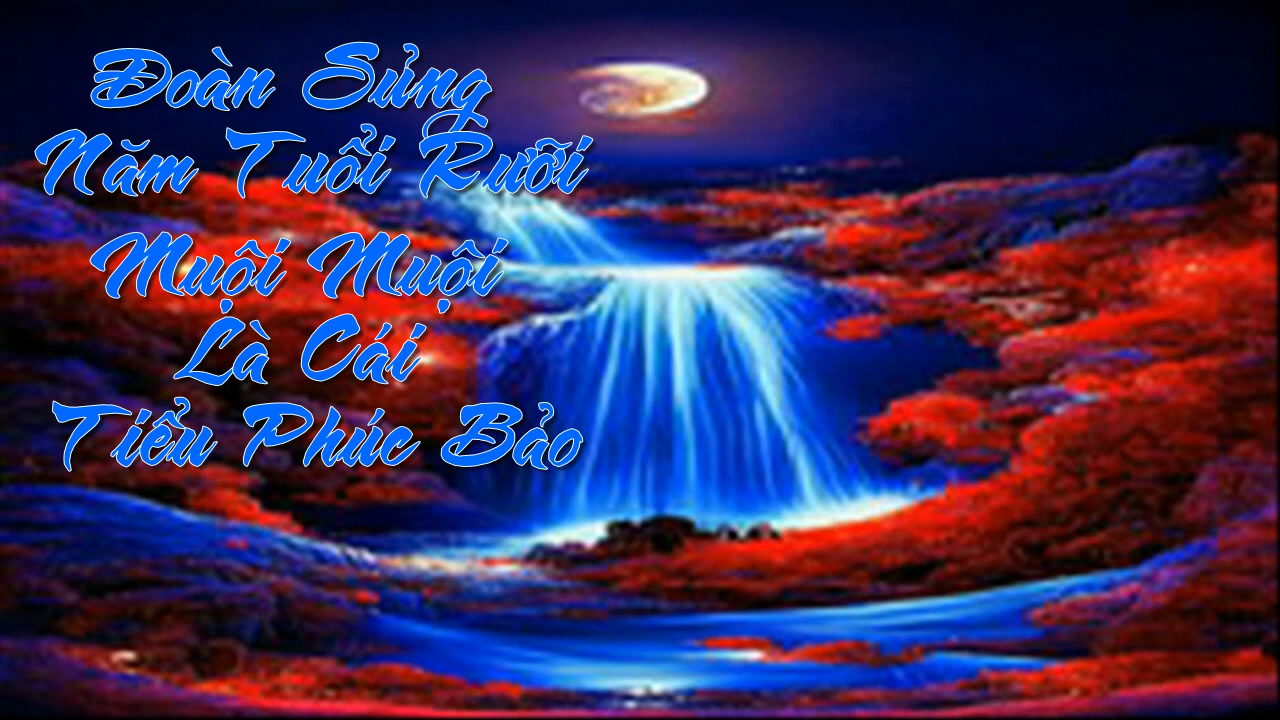 Đoàn Sủng
Năm Tuổi Rưỡi
Muội Muội
Là Cái
Tiểu Phúc Bảo